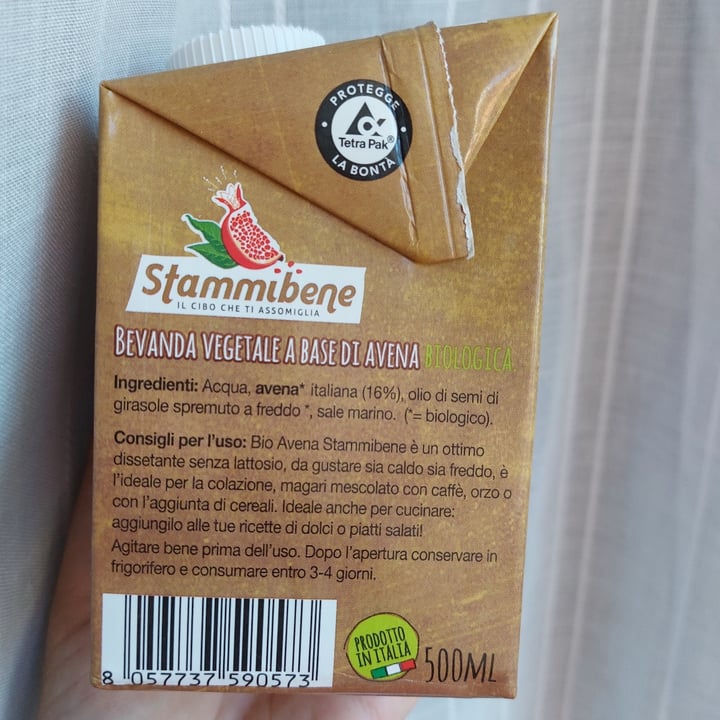 PROTEGGE
Tetra Pak®
LA BONTÀ
Stammibene
IL CIBO CHE TI ASSOMIGLIA
BEVANDA VEGETALE A BASE DI AVENA BIOLOGICA
Ingredienti: Acqua, avena* italiana (16%), olio di semi di
girasole spremuto a freddo *, sale marino. (*= biologico).
Consigli per l'uso: Bio Avena Stammibene è un ottimo
dissetante senza lattosio, da gustare sia caldo sia freddo, è
l'ideale per la colazione, magari mescolato con caffè, orzo o
con l'aggiunta di cereali. Ideale anche per cucinare:
aggiungilo alle tue ricette di dolci o piatti salati!
Agitare bene prima dell'uso. Dopo l'apertura conservare in
frigorifero e consumare entro 3-4 giorni.
PRODOTTO
IN ITALIA
500ML
8 057737 590573